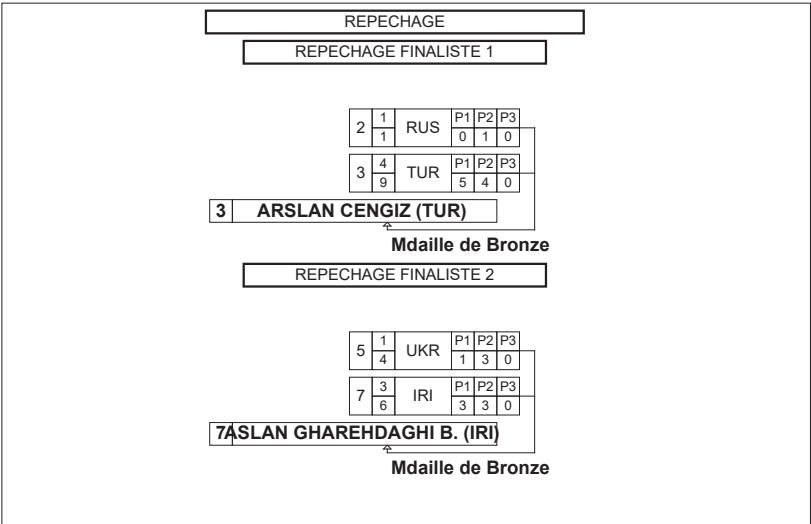 REPECHAGE
REPECHAGE FINALISTE 1
2 1 RUS P1 P2 P3
1 0 1 0
3 4 TUR P1 P2 P3
9 5 4 0
3 ARSLAN CENGIZ (TUR)
Mdaille de Bronze
REPECHAGE FINALISTE 2
5 1 UKR P1 P2 P3
4 1 3 0
7 3 IRI P1 P2 P3
6 3 3 0
7 ASLAN GHAREHDAGHI B. (IRI)
Mdaille de Bronze